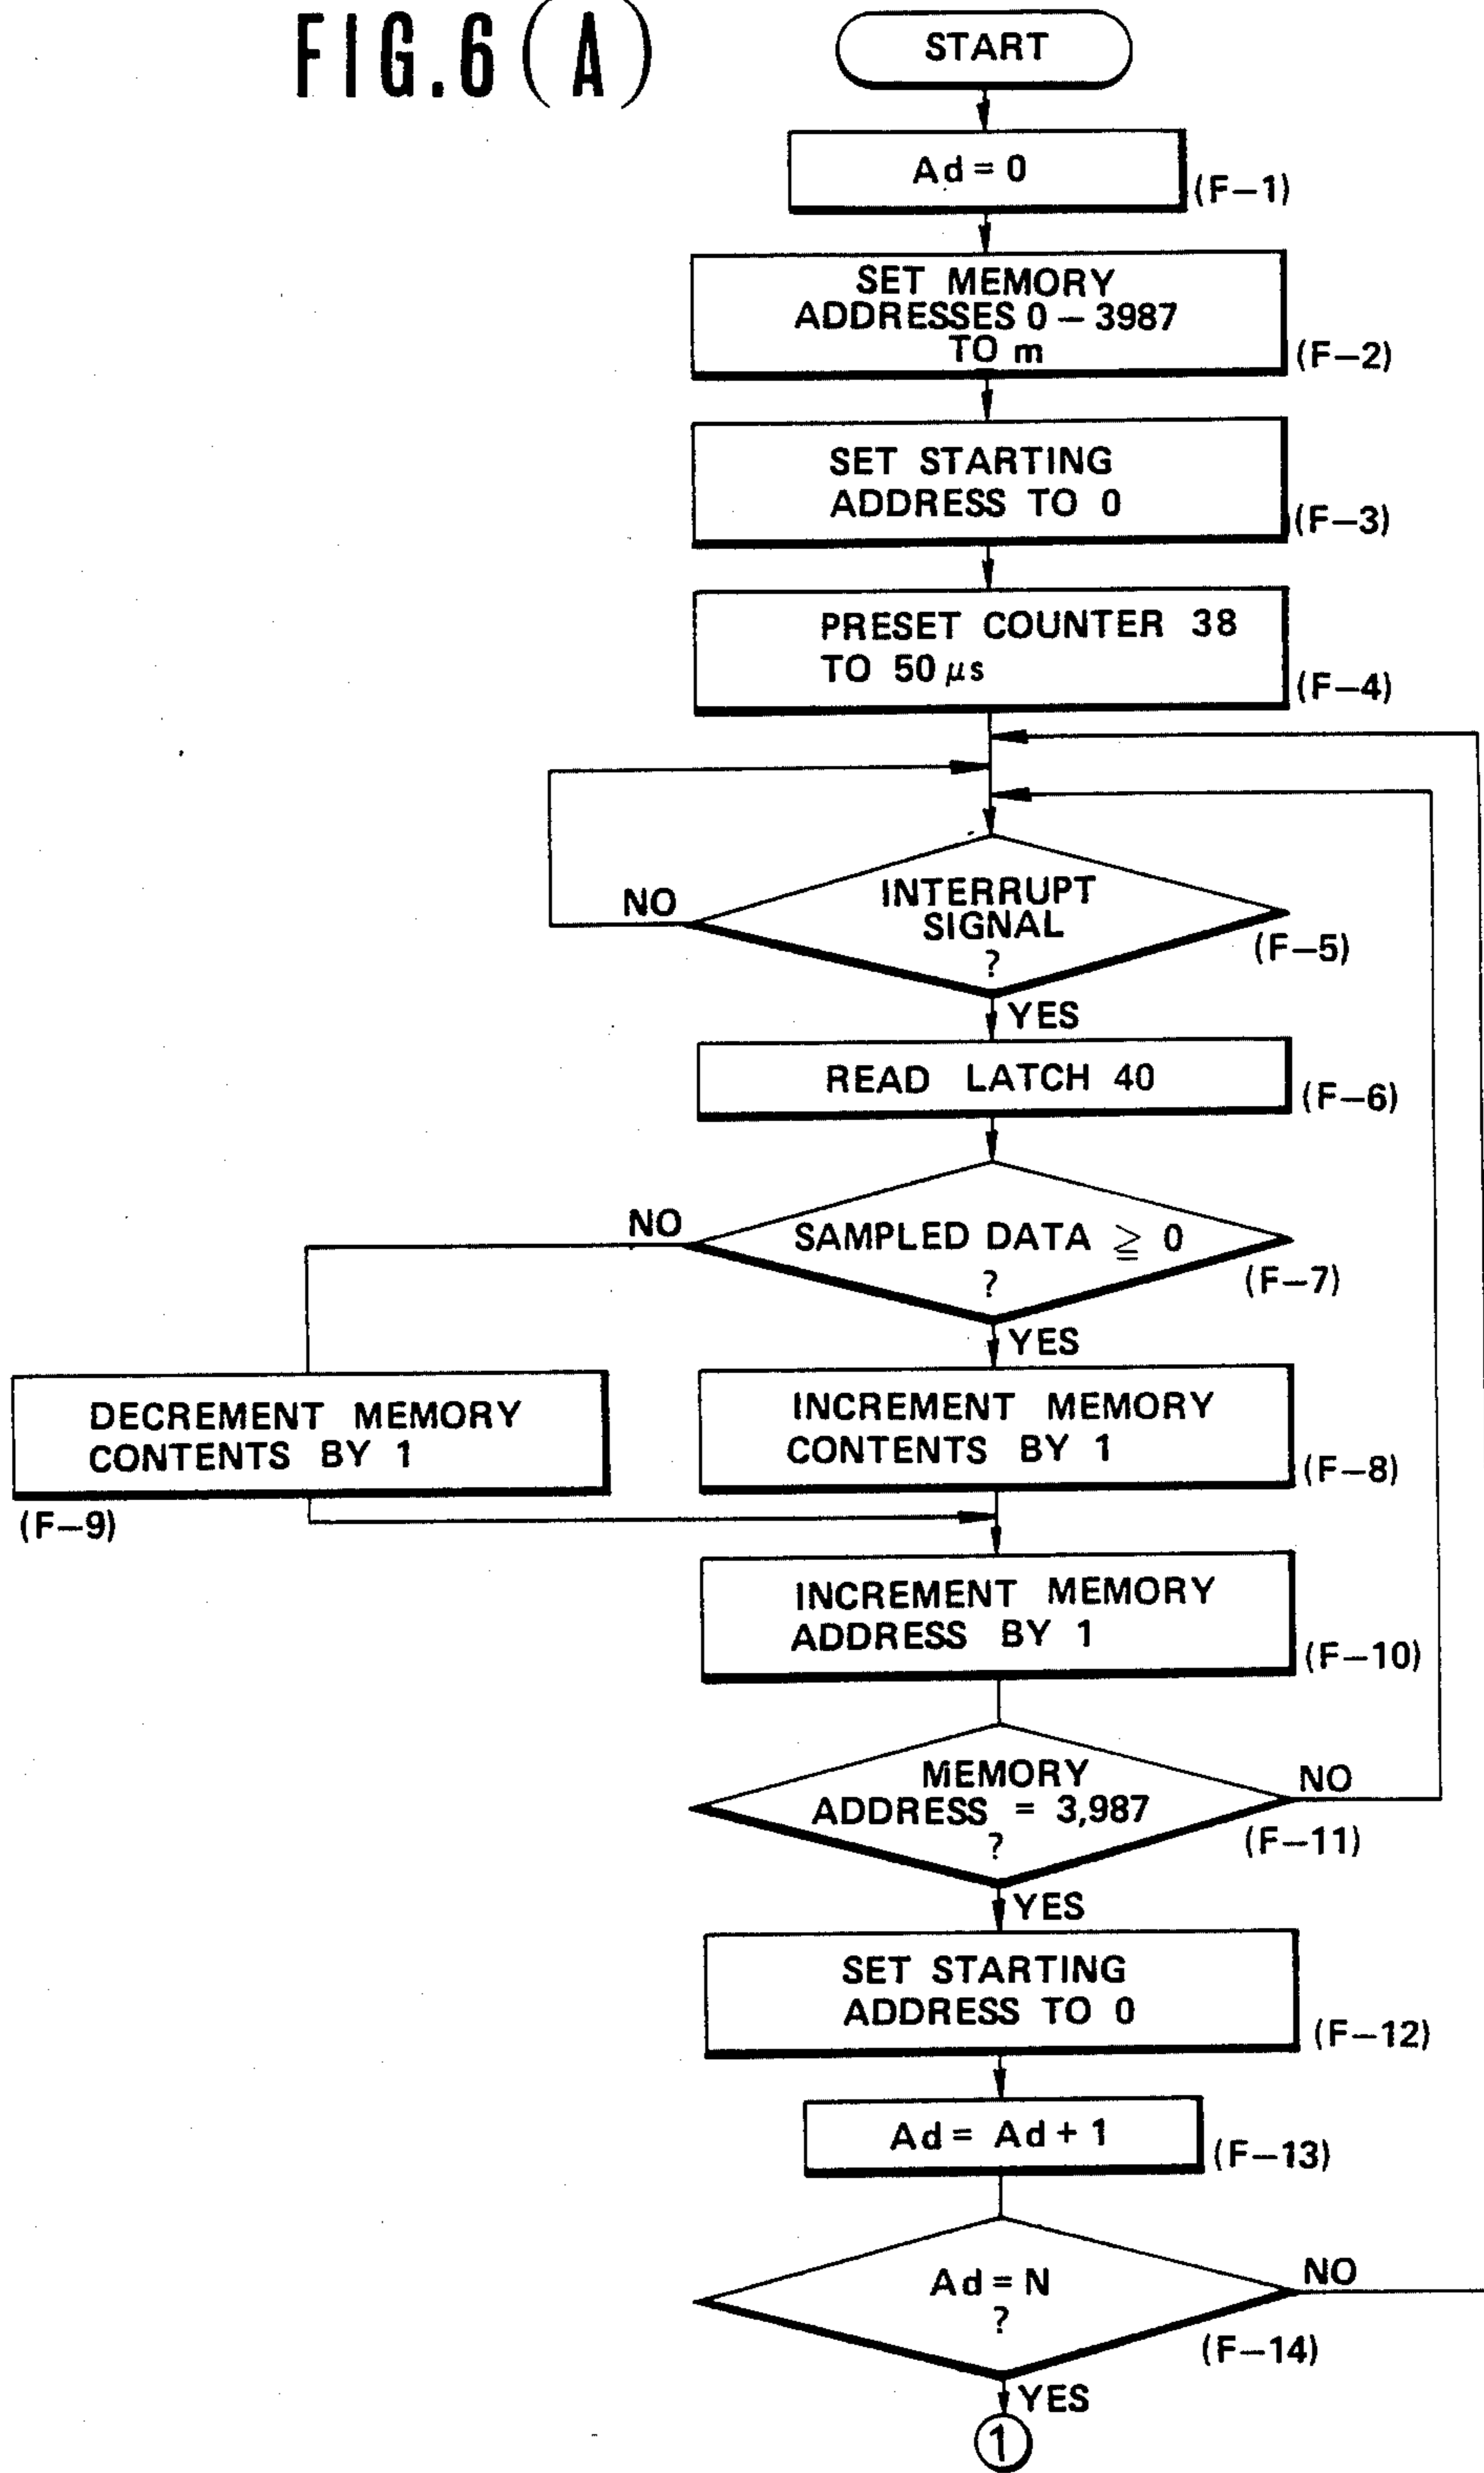 FIG.6(A)
START
Ad = 0
(F-1)
SET MEMORY
ADDRESSES 0 – 3987
TO m
(F-2)
SET STARTING
ADDRESS TO 0
(F-3)
PRESET COUNTER 38
TO 50 μs
(F-4)
INTERRUPT
SIGNAL
?
(F-5)
NO
YES
READ LATCH 40
(F-6)
SAMPLED DATA ≧ 0
?
(F-7)
NO
YES
DECREMENT MEMORY
CONTENTS BY 1
(F-9)
INCREMENT MEMORY
CONTENTS BY 1
(F-8)
INCREMENT MEMORY
ADDRESS BY 1
(F-10)
MEMORY
ADDRESS = 3,987
?
(F-11)
NO
YES
SET STARTING
ADDRESS TO 0
(F-12)
Ad = Ad + 1
(F-13)
Ad = N
?
(F-14)
NO
YES
1